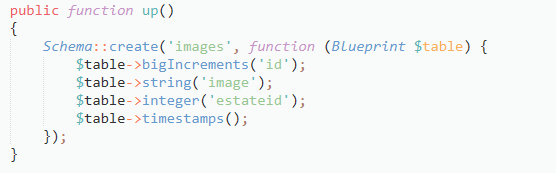 public function up()
{
    Schema::create('images', function (Blueprint $table) {
        $table->bigIncrements('id');
        $table->string('image');
        $table->integer('estateid');
        $table->timestamps();
    });
}